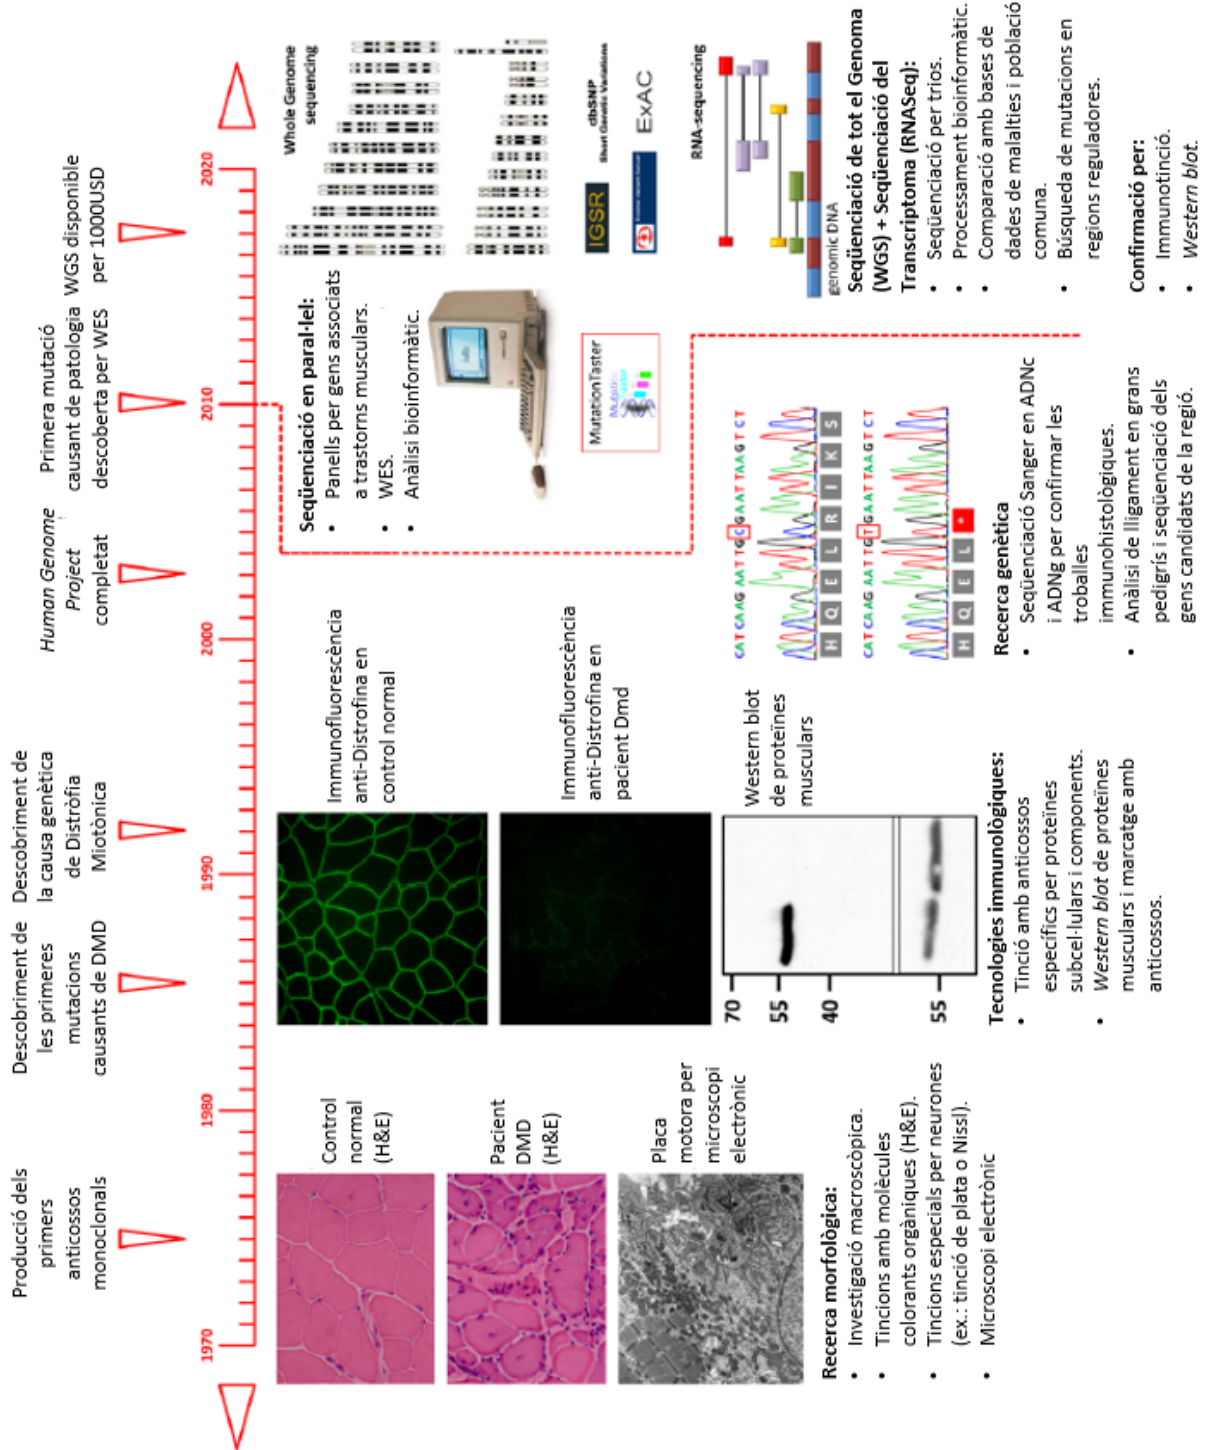 Producció dels
primers
anticossos
monoclonals
Descobriment de
les primeres
mutacions
causants de DMD
Descobriment de
la causa genètica
de Distròfia
Miotònica
Human Genome
Project
completat
Primera mutació
causant de patologia
descoberta per WES
WGS disponible
per 1000USD
1970
1980
1990
2000
2010
2020
Control
normal
(H&E)
Pacient
DMD
(H&E)
Placa
motora per
microscopi
electrònic
Recerca morfològica:
• Investigació macroscòpica.
• Tincions amb molècules
colorants orgàniques (H&E).
• Tincions especials per neurones
(ex.: tinció de plata o Nissl).
• Microscopi electrònic
Immunofluorescència
anti-Distrofina en
control normal
Immunofluorescència
anti-Distrofina en
pacient Dmd
Western blot
de proteïnes
musculars
70
55
40
55
Tecnologies immunològiques:
• Tinció amb anticossos
específics per proteïnes
subcel·lulars i components.
• Western blot de proteïnes
musculars i marcatge amb
anticossos.
Seqüenciació en paral·lel:
• Panells per gens associats
a trastorns musculars.
• WES.
• Anàlisi bioinformàtic.
hello
MutationTaster
Taster
CATCAAGAATTGCGAATTAAGTCT
H Q E L R I K S
CATCAAGAATTGTGAATTAAGTCT
H Q E L *
Recerca genètica
• Seqüenciació Sanger en ADNc
i ADNg per confirmar les
troballes
immunohistològiques.
• Anàlisi de lligament en grans
pedigrís i seqüenciació dels
gens candidats de la regió.
Whole Genome
sequencing
IGSR
dbSNP
Short Genetic Variations
ExAC
RNA-sequencing
genomic DNA
Seqüenciació de tot el Genoma
(WGS) + Seqüenciació del
Transcriptoma (RNASeq):
• Seqüenciació per trios.
• Processament bioinformàtic.
• Comparació amb bases de
dades de malalties i població
comuna.
• Búsqueda de mutacions en
regions reguladores.
Confirmació per:
• Immunotinció.
• Western blot.